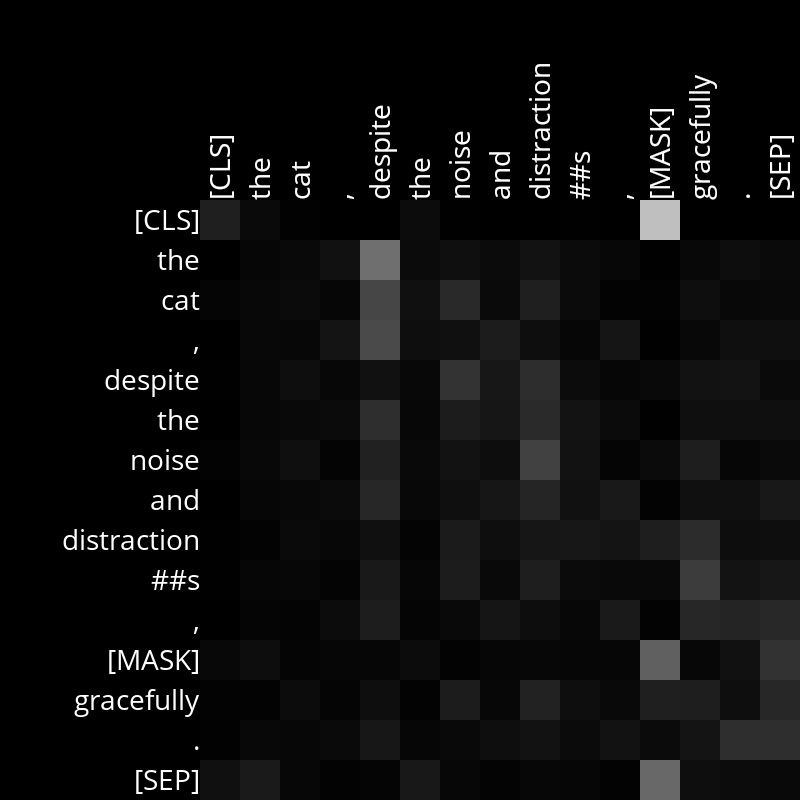 [CLS] the cat , despite the noise and distraction ##s , [MASK] gracefully . [SEP]
[CLS]
the
cat
,
despite
the
noise
and
distraction
##s
,
[MASK]
gracefully
.
[SEP]